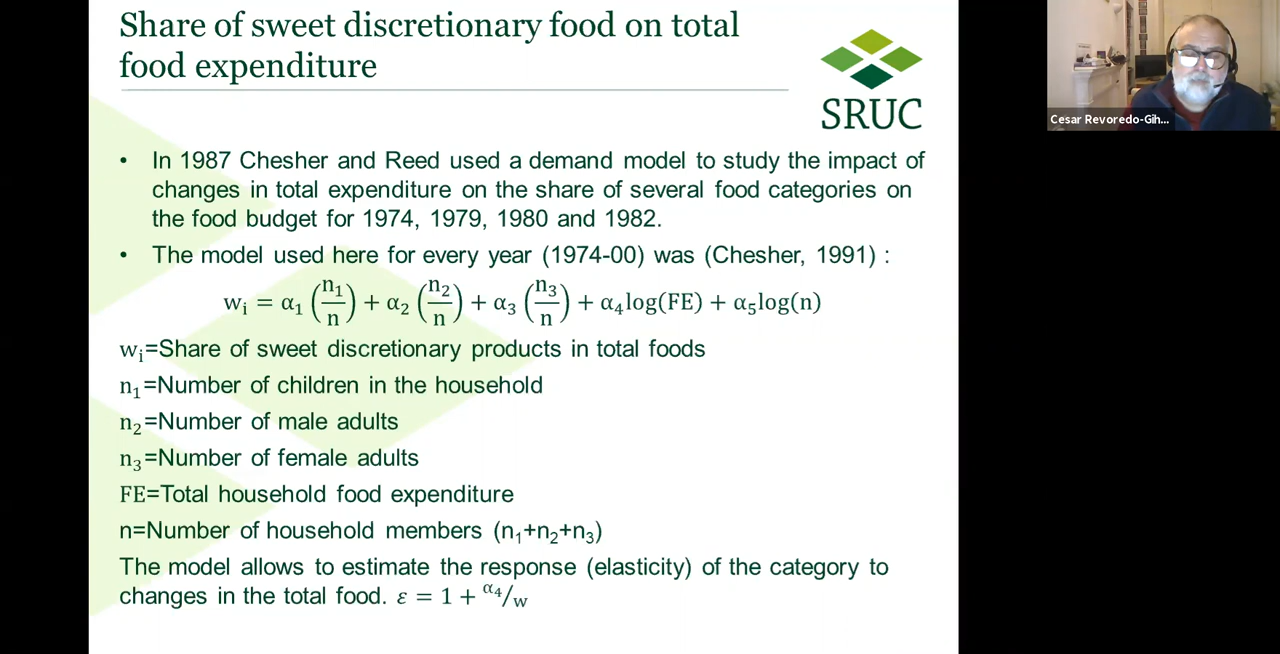 Share of sweet discretionary food on total
food expenditure
SRUC
Cesar Revoredo-Gih...
• In 1987 Chesher and Reed used a demand model to study the impact of
changes in total expenditure on the share of several food categories on
the food budget for 1974, 1979, 1980 and 1982.
• The model used here for every year (1974-00) was (Chesher, 1991) :
wᵢ = α₁ (n₁/n) + α₂ (n₂/n) + α₃ (n₃/n) + α₄log(FE) + α₅log(n)
wᵢ=Share of sweet discretionary products in total foods
n₁=Number of children in the household
n₂=Number of male adults
n₃=Number of female adults
FE=Total household food expenditure
n=Number of household members (n₁+n₂+n₃)
The model allows to estimate the response (elasticity) of the category to
changes in the total food. ε = 1 + α₄/w